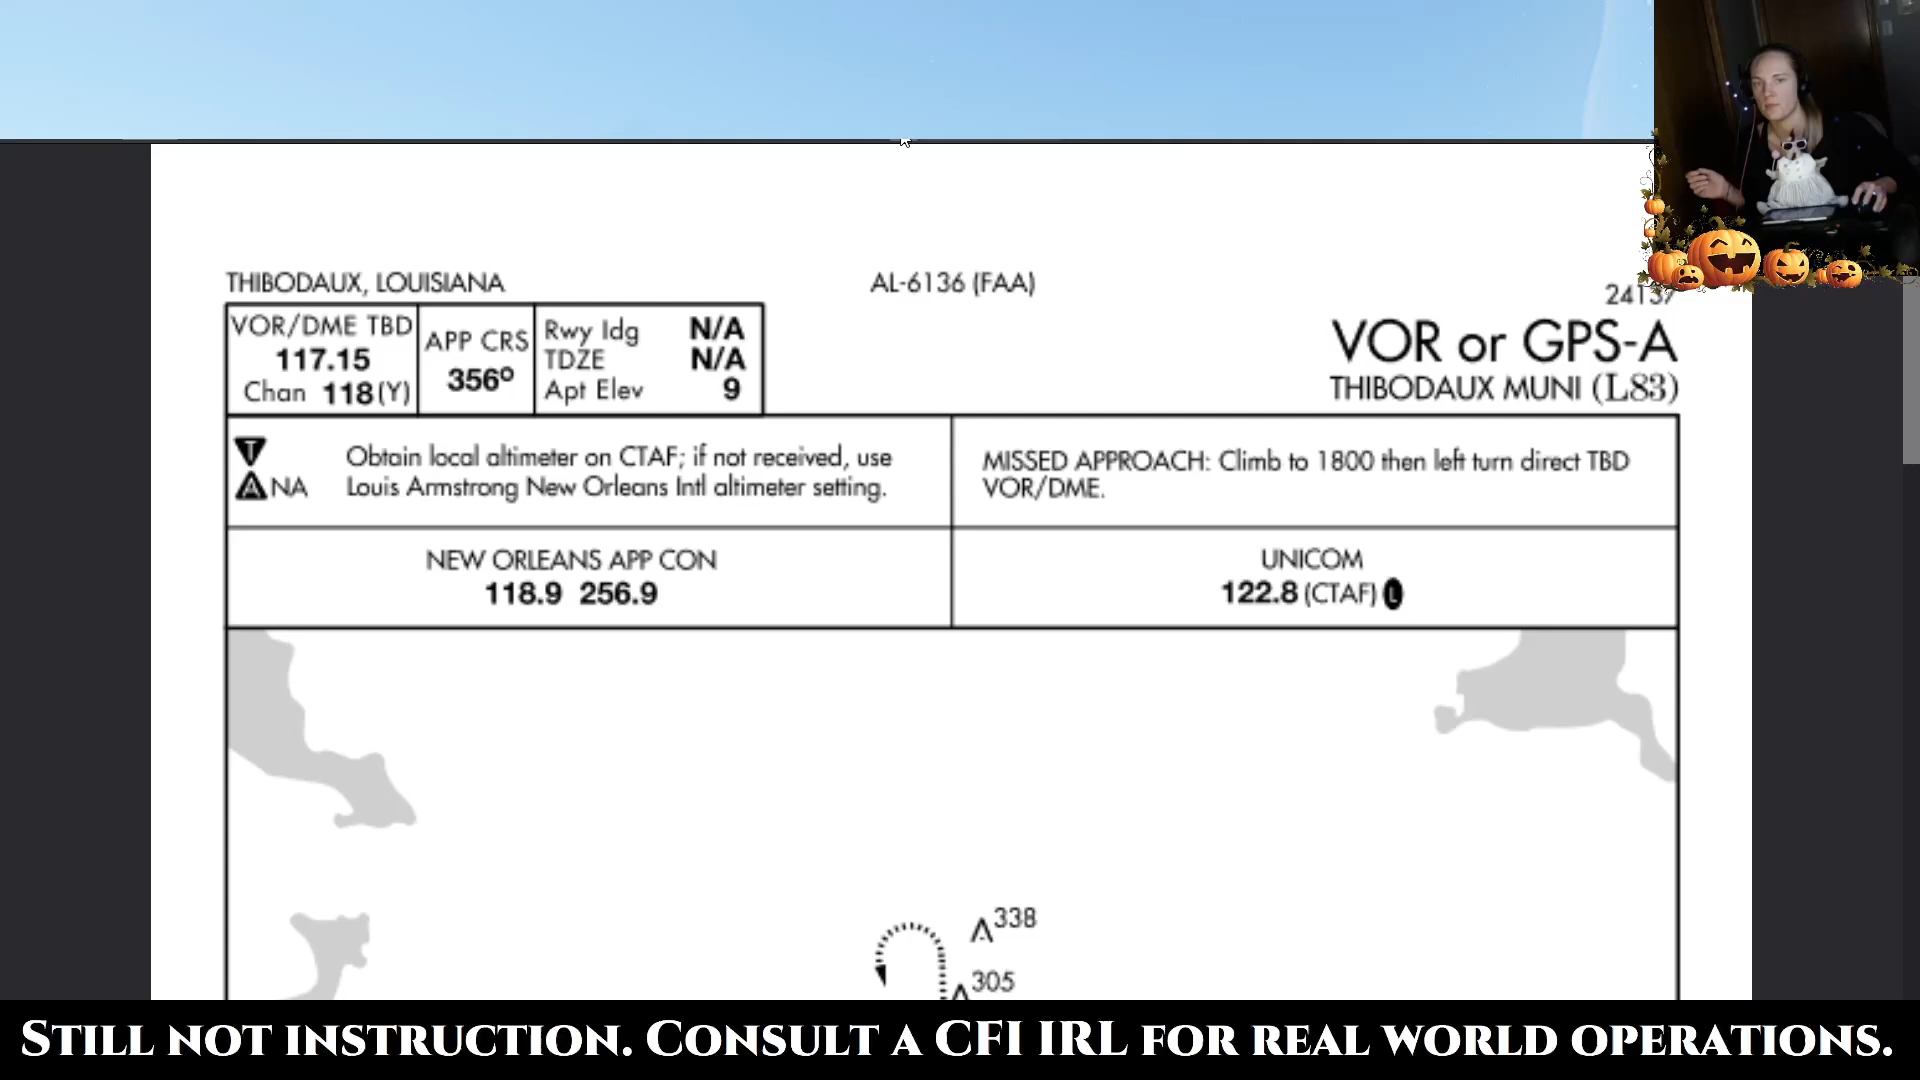 THIBODAUX, LOUISIANA
AL-6136 (FAA)
24137
VOR/DME TBD
117.15
Chan 118 (Y)
APP CRS
356°
Rwy Idg N/A
TDZE N/A
Apt Elev 9
VOR or GPS-A
THIBODAUX MUNI (L83)
T
A NA
Obtain local altimeter on CTAF; if not received, use
Louis Armstrong New Orleans Intl altimeter setting.
MISSED APPROACH: Climb to 1800 then left turn direct TBD
VOR/DME.
NEW ORLEANS APP CON
118.9 256.9
UNICOM
122.8 (CTAF) L
338
305
STILL NOT INSTRUCTION. CONSULT A CFI IRL FOR REAL WORLD OPERATIONS.